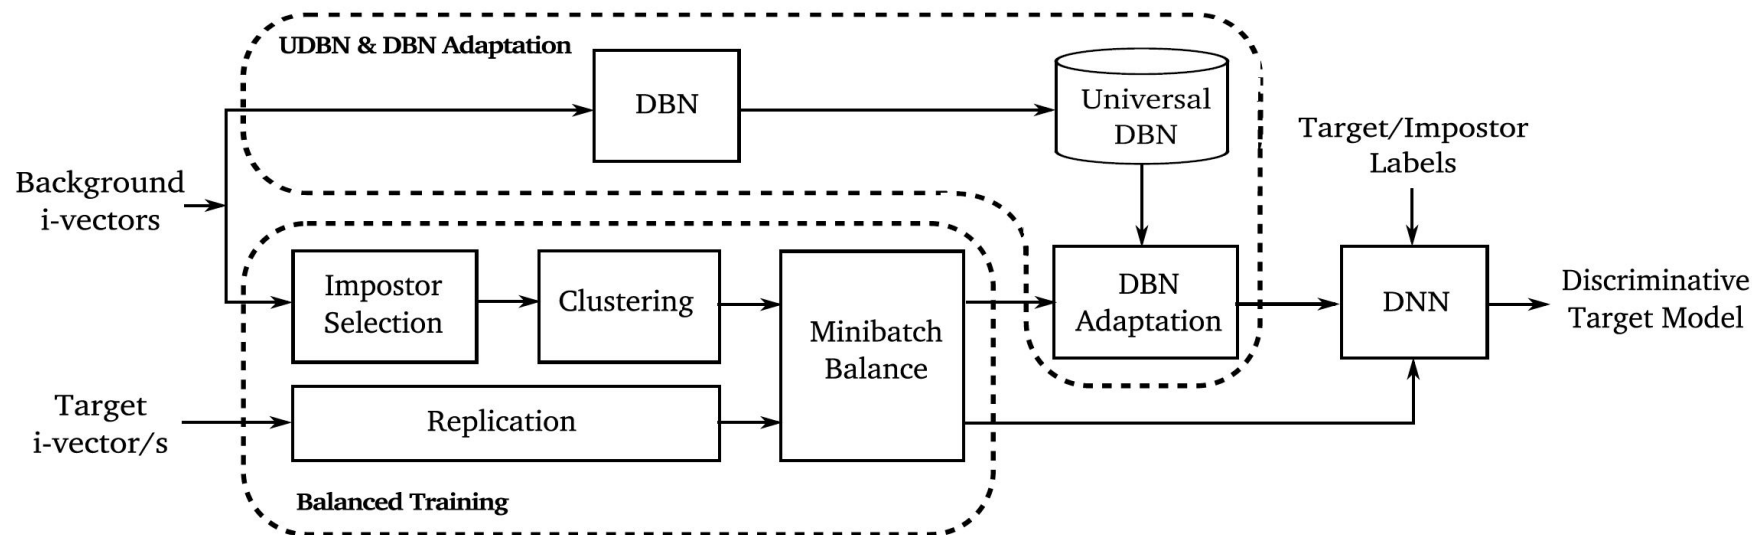 UDBN & DBN Adaptation
DBN
Universal
DBN
Target/Impostor
Labels
Background
i-vectors
Impostor
Selection
Clustering
Minibatch
Balance
DBN
Adaptation
DNN
Discriminative
Target Model
Target
i-vector/s
Replication
Balanced Training